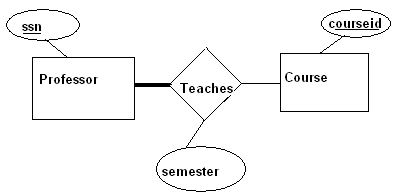 ssn
courseid
Professor
Teaches
Course
semester